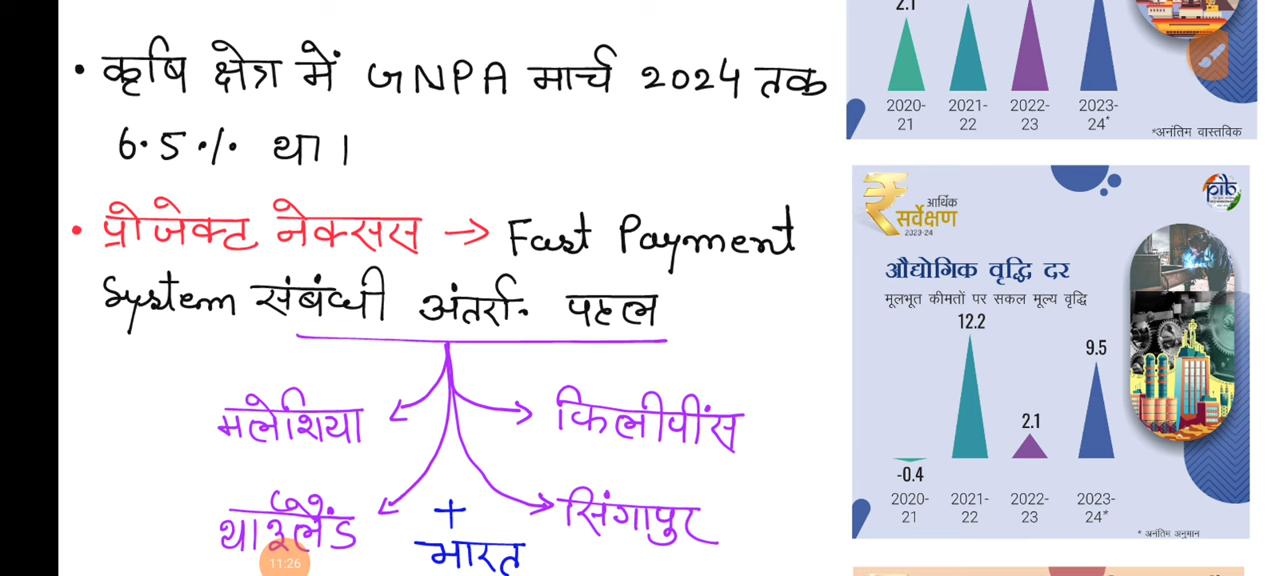 • कृषि क्षेत्र में GNPA मार्च 2024 तक
6.5% था।
• प्रोजेक्ट नेक्सस → Fast Payment
System संबंधी अंतर्रा. पहल
मलेशिया
फिलीपींस
थाईलैंड
सिंगापुर
+
भारत
11:26
2.1
2020-
21
2021-
22
2022-
23
2023-
24*
*अनंतिम वास्तविक
आर्थिक
सर्वेक्षण
2023-24
pib
औद्योगिक वृद्धि दर
मूलभूत कीमतों पर सकल मूल्य वृद्धि
12.2
9.5
2.1
-0.4
2020-
21
2021-
22
2022-
23
2023-
24*
* अनंतिम अनुमान